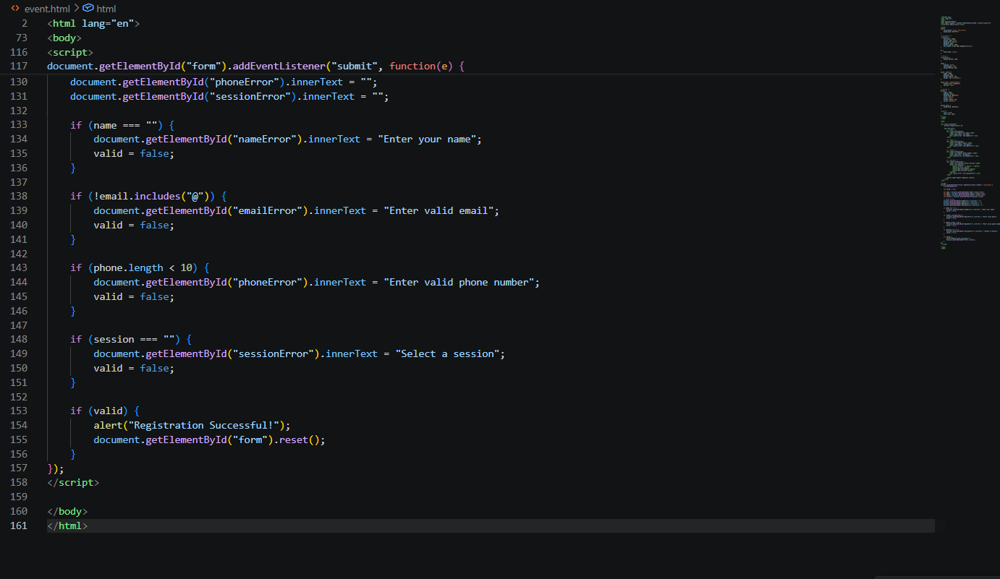 event.html > html
2 <html lang="en">
73 <body>
116 <script>
117 document.getElementById("form").addEventListener("submit", function(e) {
130     document.getElementById("phoneError").innerText = "";
131     document.getElementById("sessionError").innerText = "";
132
133     if (name === "") {
134         document.getElementById("nameError").innerText = "Enter your name";
135         valid = false;
136     }
137
138     if (!email.includes("@")) {
139         document.getElementById("emailError").innerText = "Enter valid email";
140         valid = false;
141     }
142
143     if (phone.length < 10) {
144         document.getElementById("phoneError").innerText = "Enter valid phone number";
145         valid = false;
146     }
147
148     if (session === "") {
149         document.getElementById("sessionError").innerText = "Select a session";
150         valid = false;
151     }
152
153     if (valid) {
154         alert("Registration Successful!");
155         document.getElementById("form").reset();
156     }
157 });
158 </script>
159
160 </body>
161 </html>